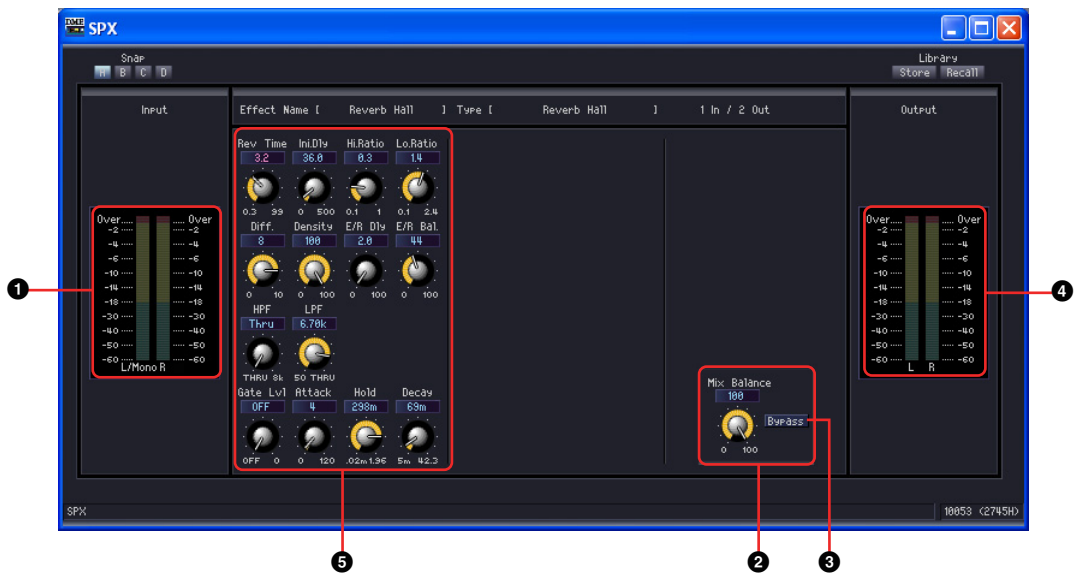 DME SPX
Snap
A B C D
Library
Store Recall
Input
Effect Name [ Reverb Hall ] Type [ Reverb Hall ] 1 In / 2 Out
Output
Rev Time Ini.Dly Hi.Ratio Lo.Ratio
3.2 36.0 0.3 1.4
0.3 99 0 500 0.1 1 0.1 2.4
Diff. Density E/R Dly E/R Bal.
8 100 2.0 44
0 10 0 100 0 100 0 100
HPF LPF
Thru 6.70k
THRU 8k 50 THRU
Gate Lvl Attack Hold Decay
OFF 4 298m 69m
OFF 0 0 120 .02m 1.96 5m 42.3
Over Over
-2 -2
-4 -4
-6 -6
-10 -10
-14 -14
-18 -18
-30 -30
-40 -40
-50 -50
-60 -60
L/Mono R
Mix Balance
100
Bypass
0 100
Over Over
-2 -2
-4 -4
-6 -6
-10 -10
-14 -14
-18 -18
-30 -30
-40 -40
-50 -50
-60 -60
L R
SPX
10053 (2745H)
1
4
5
2
3